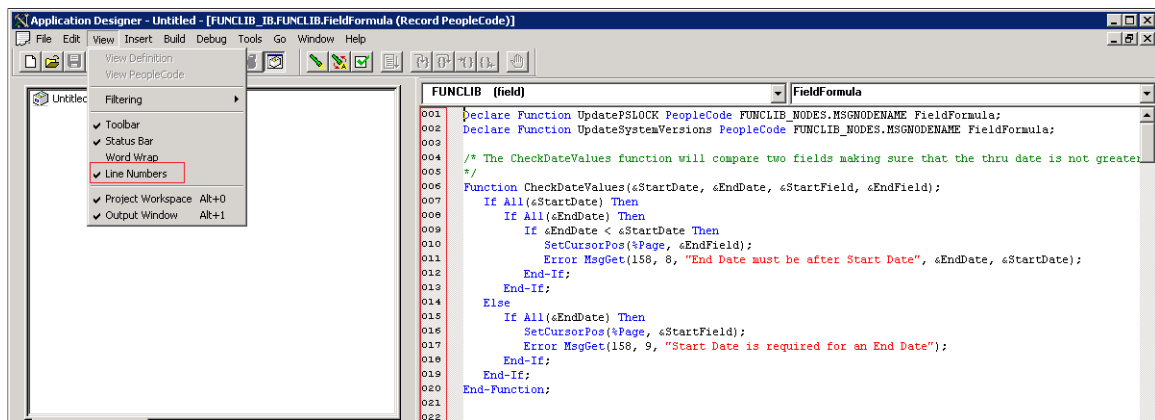 Application Designer - Untitled - [FUNCLIB_IB.FUNCLIB.FieldFormula (Record PeopleCode)]
File Edit View Insert Build Debug Tools Go Window Help
View Definition
View PeopleCode
Filtering
Toolbar
Status Bar
Word Wrap
Line Numbers
Project Workspace Alt+0
Output Window Alt+1
FUNCLIB (field)
FieldFormula
001 Declare Function UpdatePSLOCK PeopleCode FUNCLIB_NODES.MSGNODENAME FieldFormula;
002 Declare Function UpdateSystemVersions PeopleCode FUNCLIB_NODES.MSGNODENAME FieldFormula;
003
004 /* The CheckDateValues function will compare two fields making sure that the thru date is not greater
005 */
006 Function CheckDateValues(&StartDate, &EndDate, &StartField, &EndField);
007 If All(&StartDate) Then
008 If All(&EndDate) Then
009 If &EndDate < &StartDate Then
010 SetCursorPos(%Page, &EndField);
011 Error MsgGet(158, 8, "End Date must be after Start Date", &EndDate, &StartDate);
012 End-If;
013 End-If;
014 Else
015 If All(&EndDate) Then
016 SetCursorPos(%Page, &StartField);
017 Error MsgGet(158, 9, "Start Date is required for an End Date");
018 End-If;
019 End-If;
020 End-Function;
021
022